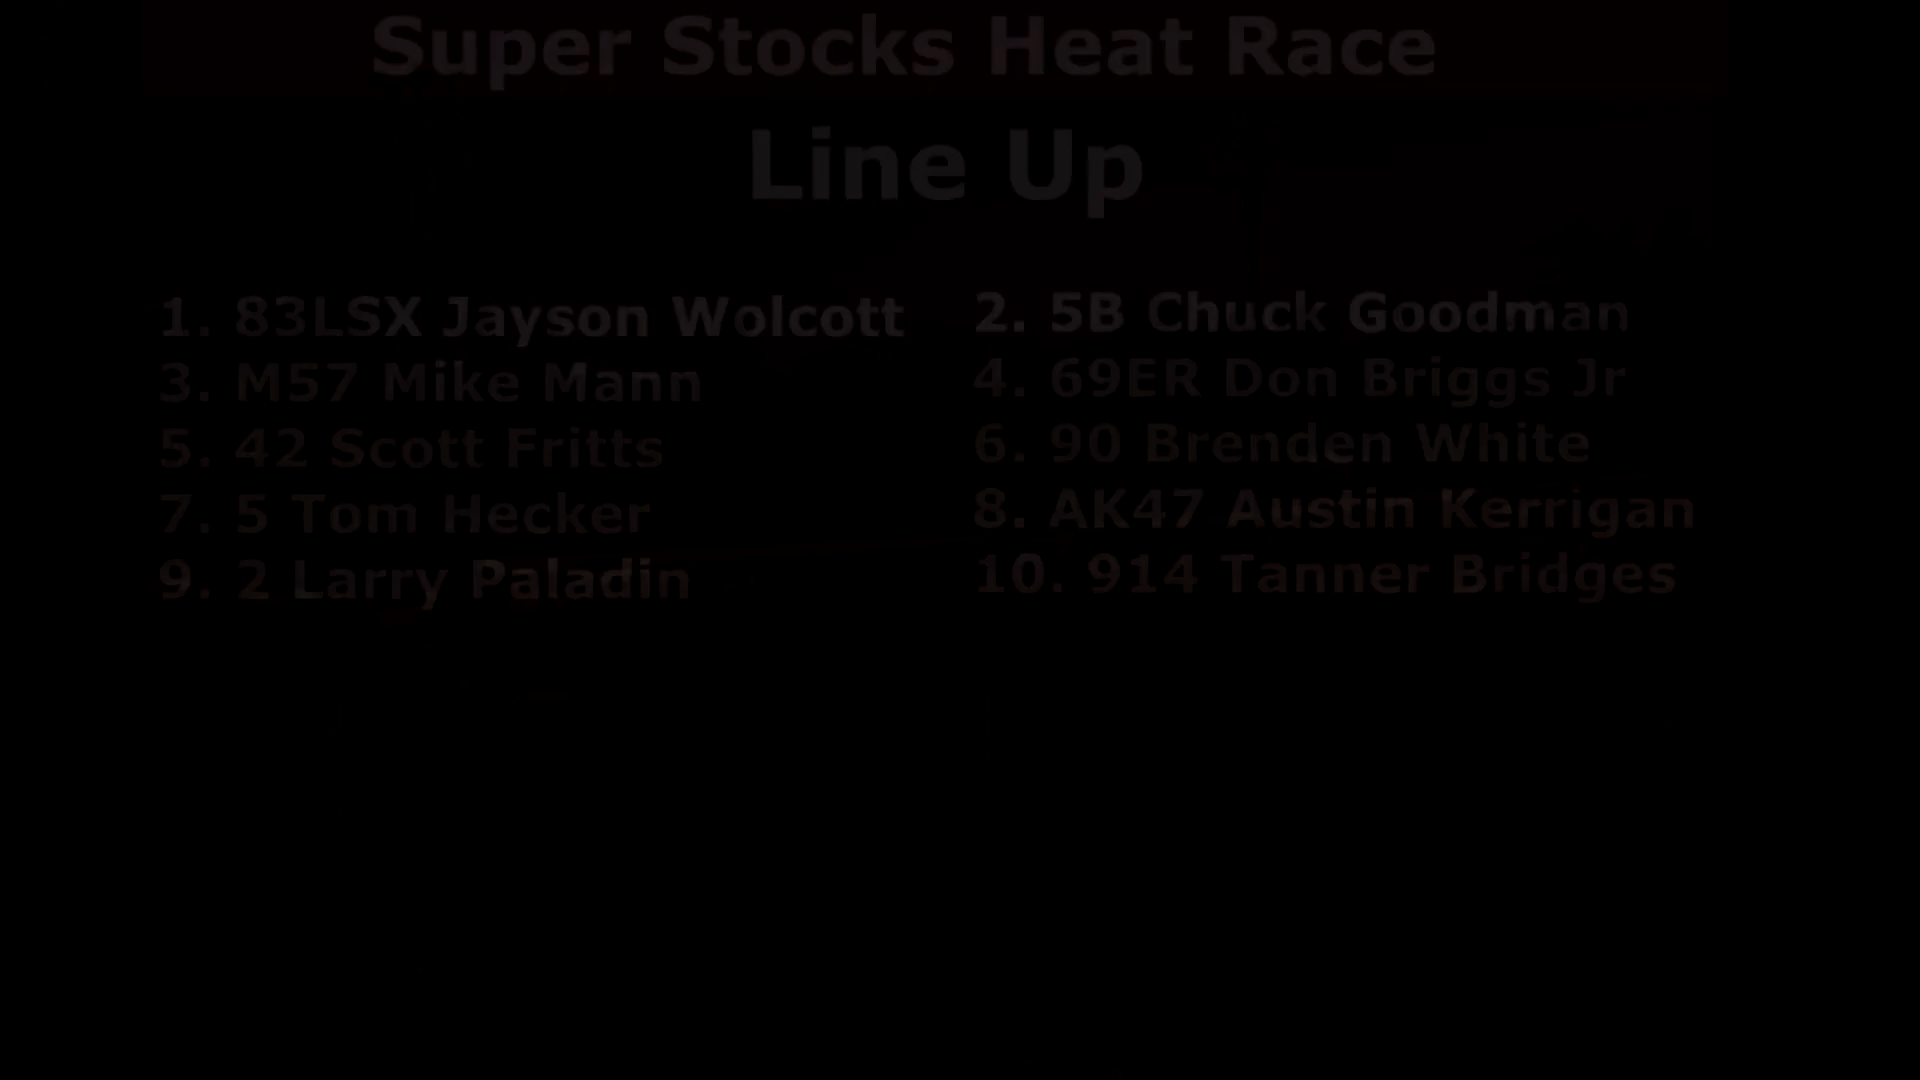 Super Stocks Heat Race
Line Up
1. 83LSX Jayson Wolcott
2. 5B Chuck Goodman
3. M57 Mike Mann
4. 69ER Don Briggs Jr
5. 42 Scott Fritts
6. 90 Brenden White
7. 5 Tom Hecker
8. AK47 Austin Kerrigan
9. 2 Larry Paladin
10. 914 Tanner Bridges